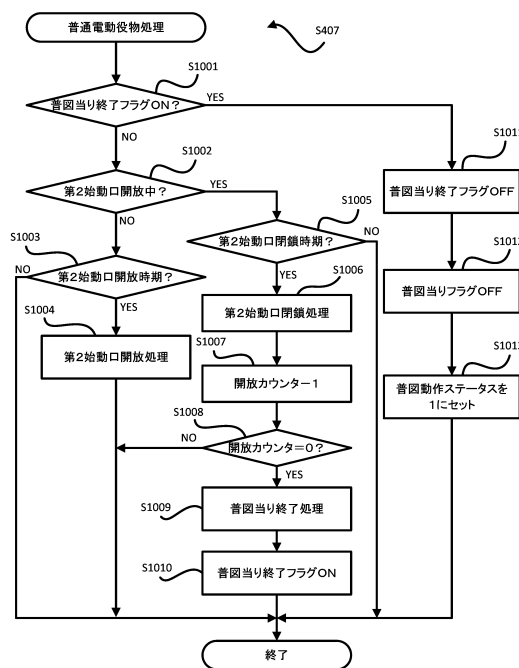 普通電動役物処理
S407
S1001
普図当り終了フラグON？
YES
NO
S1011
S1002
第2始動口開放中？
YES
NO
普図当り終了フラグOFF
S1005
S1003
第2始動口閉鎖時期？
NO
S1012
NO
第2始動口開放時期？
YES
S1006
普図当りフラグOFF
YES
S1004
第2始動口閉鎖処理
第2始動口開放処理
S1007
S1013
開放カウンター1
普図動作ステータスを
1にセット
S1008
NO
開放カウンタ=0？
YES
S1009
普図当り終了処理
S1010
普図当り終了フラグON
終了